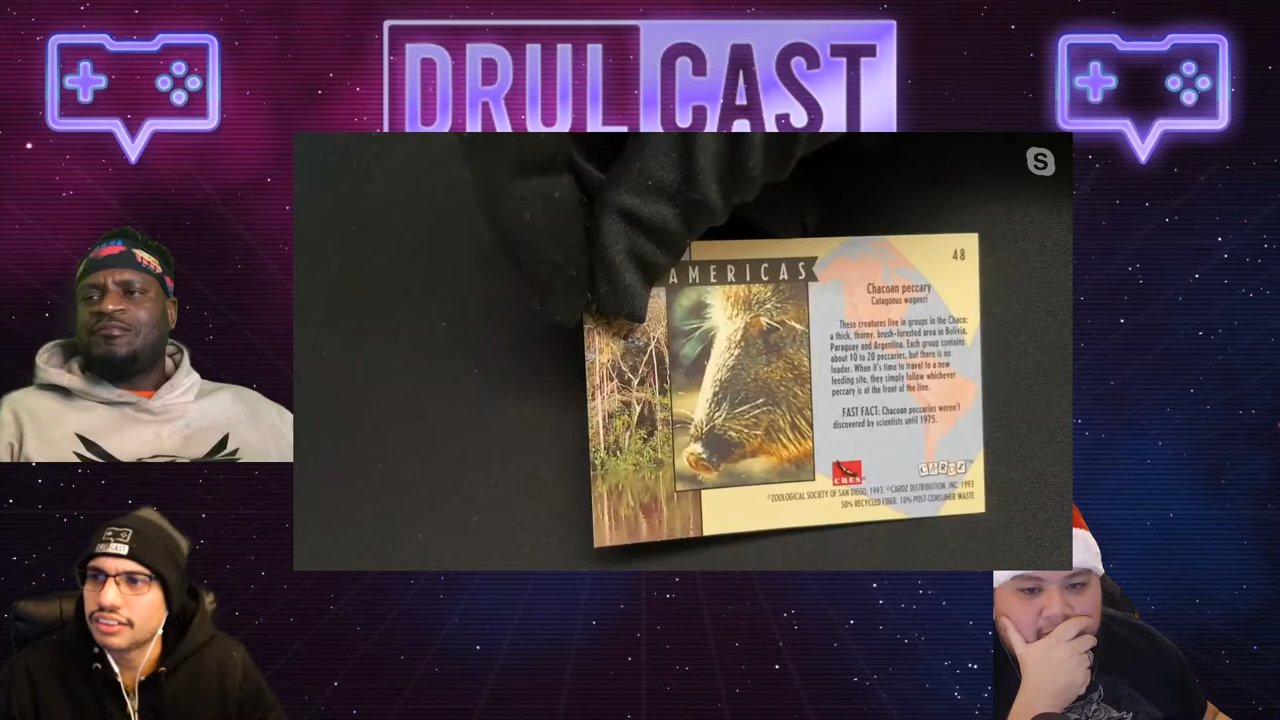 DRULCAST
S
AMERICAS
48
Chacoan peccary
Catagonus wagneri
These creatures live in groups in the Chaco:
a thick, thorny, brush-forested area in Bolivia,
Paraguay and Argentina. Each group contains
about 10 to 20 peccaries, but there is no
leader. When it's time to travel to a new
feeding site, they simply follow whichever
peccary is at the front of the line.
FAST FACT: Chacoan peccaries weren't
discovered by scientists until 1975.
CRES
CARDZ™
©ZOOLOGICAL SOCIETY OF SAN DIEGO, 1993. ©CARDZ DISTRIBUTION, INC. 1993
50% RECYCLED FIBER, 10% POST-CONSUMER WASTE